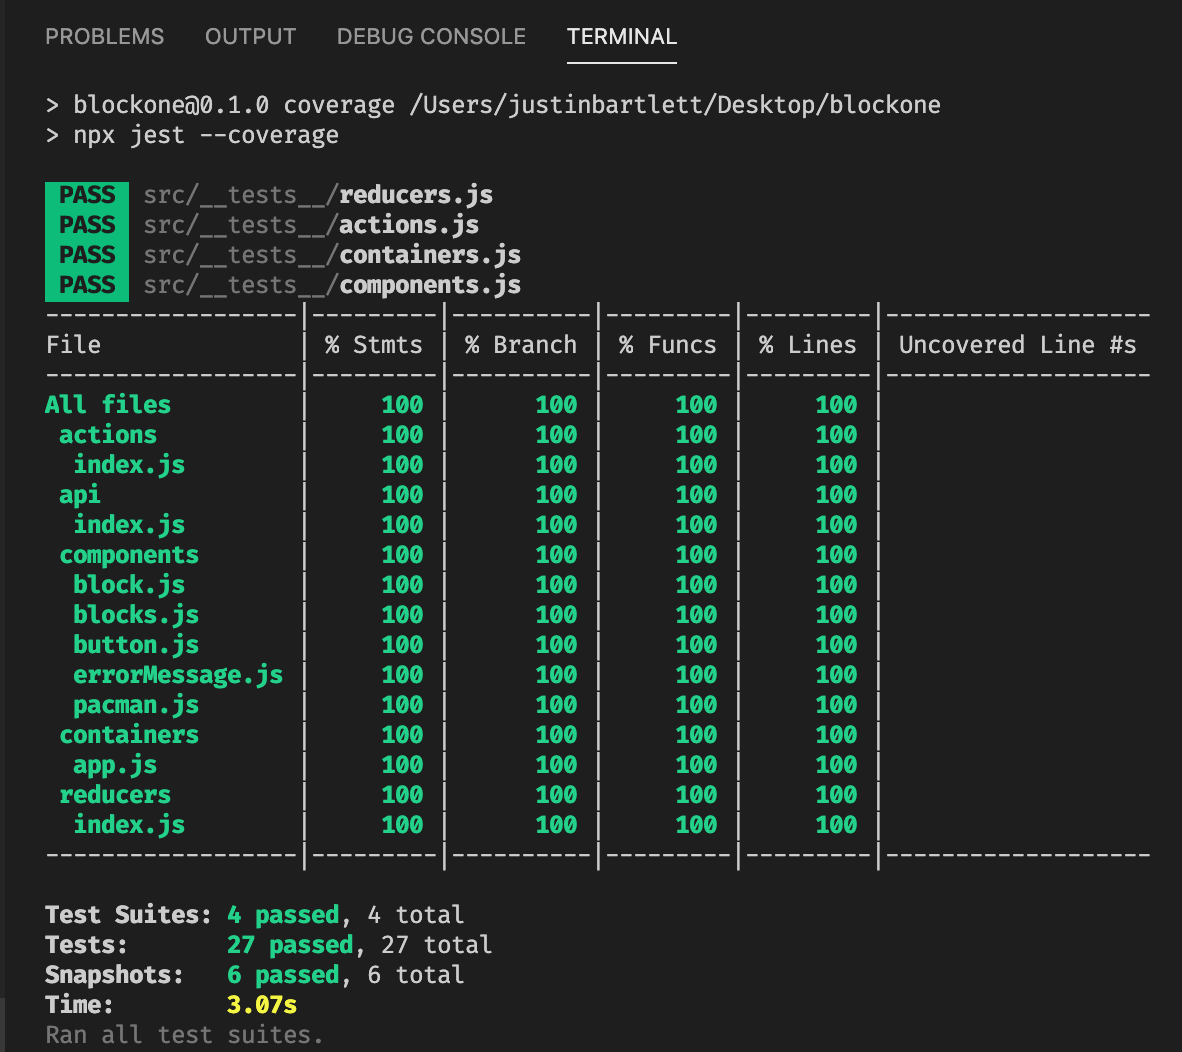 PROBLEMS OUTPUT DEBUG CONSOLE TERMINAL
> blockone@0.1.0 coverage /Users/justinbartlett/Desktop/blockone
> npx jest --coverage
PASS src/__tests__/reducers.js
PASS src/__tests__/actions.js
PASS src/__tests__/containers.js
PASS src/__tests__/components.js
------------------|---------|----------|---------|---------|-------------------
File              | % Stmts | % Branch | % Funcs | % Lines | Uncovered Line #s
------------------|---------|----------|---------|---------|-------------------
All files         |     100 |      100 |     100 |     100 |
 actions          |     100 |      100 |     100 |     100 |
  index.js        |     100 |      100 |     100 |     100 |
 api              |     100 |      100 |     100 |     100 |
  index.js        |     100 |      100 |     100 |     100 |
 components       |     100 |      100 |     100 |     100 |
  block.js        |     100 |      100 |     100 |     100 |
  blocks.js       |     100 |      100 |     100 |     100 |
  button.js       |     100 |      100 |     100 |     100 |
  errorMessage.js |     100 |      100 |     100 |     100 |
  pacman.js       |     100 |      100 |     100 |     100 |
 containers       |     100 |      100 |     100 |     100 |
  app.js          |     100 |      100 |     100 |     100 |
 reducers         |     100 |      100 |     100 |     100 |
  index.js        |     100 |      100 |     100 |     100 |
------------------|---------|----------|---------|---------|-------------------
Test Suites: 4 passed, 4 total
Tests:       27 passed, 27 total
Snapshots:   6 passed, 6 total
Time:        3.07s
Ran all test suites.